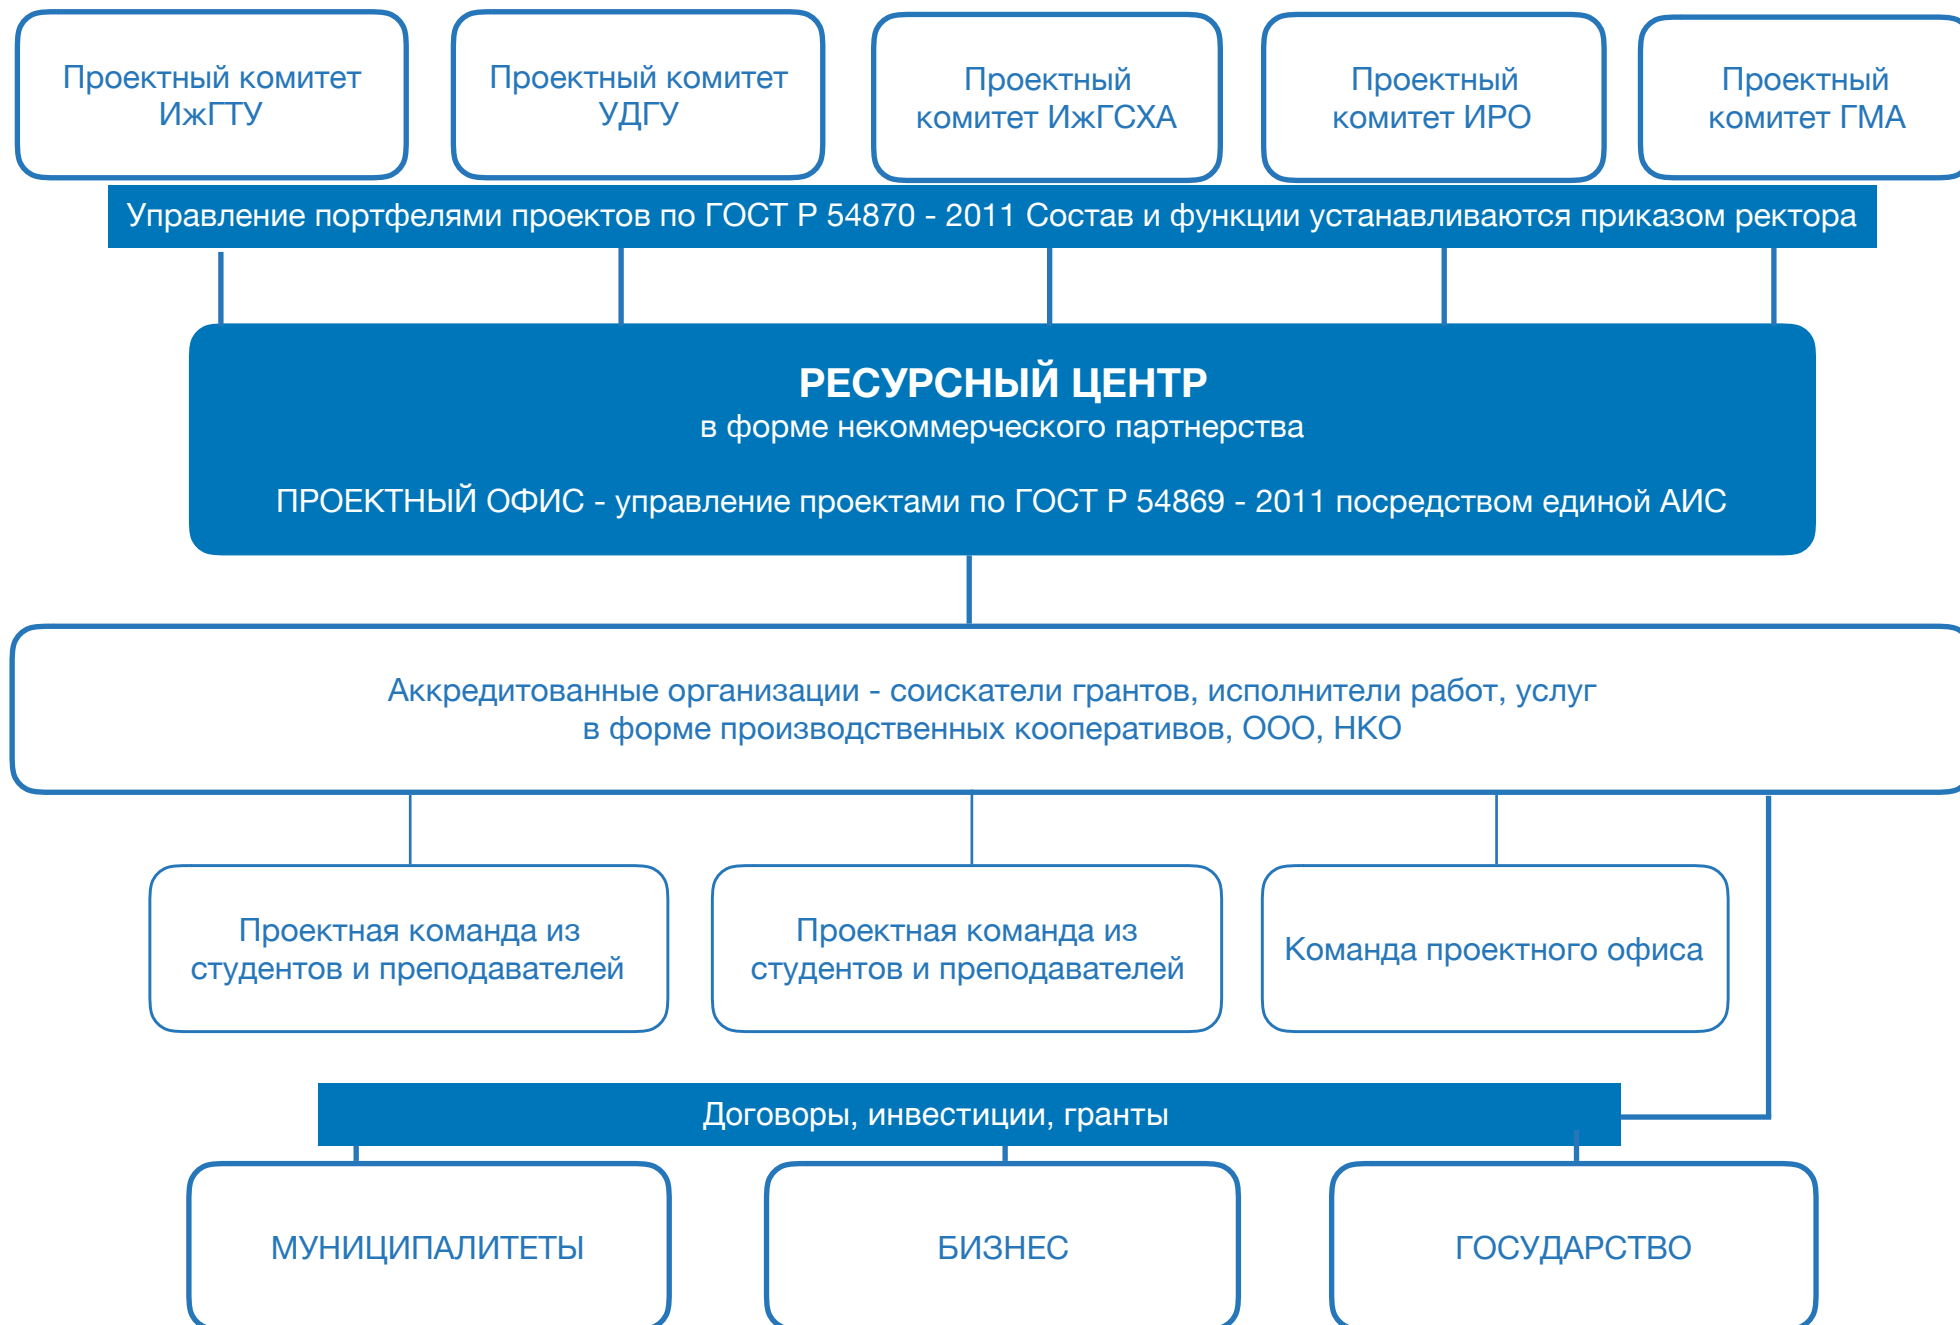 Проектный комитет
ИжГТУ
Проектный комитет
УДГУ
Проектный
комитет ИжГСХА
Проектный
комитет ИРО
Проектный
комитет ГМА
Управление портфелями проектов по ГОСТ Р 54870 - 2011 Состав и функции устанавливаются приказом ректора
РЕСУРСНЫЙ ЦЕНТР
в форме некоммерческого партнерства
ПРОЕКТНЫЙ ОФИС - управление проектами по ГОСТ Р 54869 - 2011 посредством единой АИС
Аккредитованные организации - соискатели грантов, исполнители работ, услуг
в форме производственных кооперативов, ООО, НКО
Проектная команда из
студентов и преподавателей
Проектная команда из
студентов и преподавателей
Команда проектного офиса
Договоры, инвестиции, гранты
МУНИЦИПАЛИТЕТЫ
БИЗНЕС
ГОСУДАРСТВО